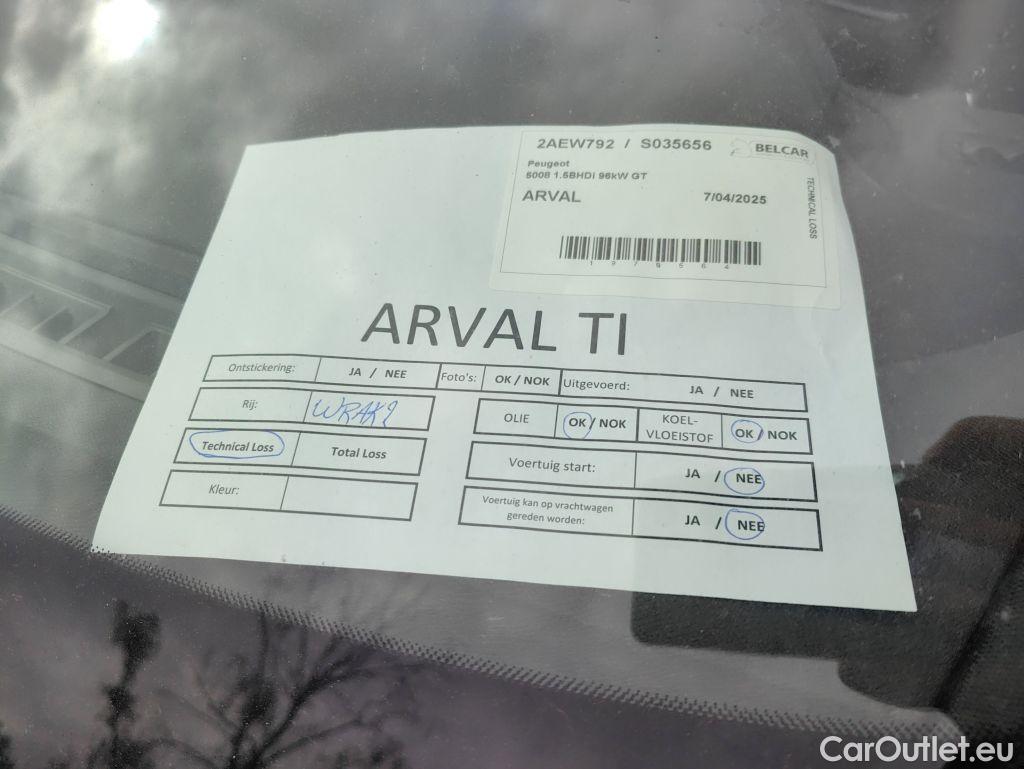 2AEW792 / S035656 BELCAR
Peugeot
5008 1.5BHDI 96kW GT
ARVAL 7/04/2025
TECHNICAL LOSS
ARVAL TI
Ontstickering: JA / NEE Foto's: OK / NOK Uitgevoerd: JA / NEE
Rij: WRAK2 OLIE OK / NOK KOEL-
VLOEISTOF OK / NOK
Technical Loss Total Loss Voertuig start: JA / NEE
Kleur: Voertuig kan op vrachtwagen
gereden worden: JA / NEE
CarOutlet.eu